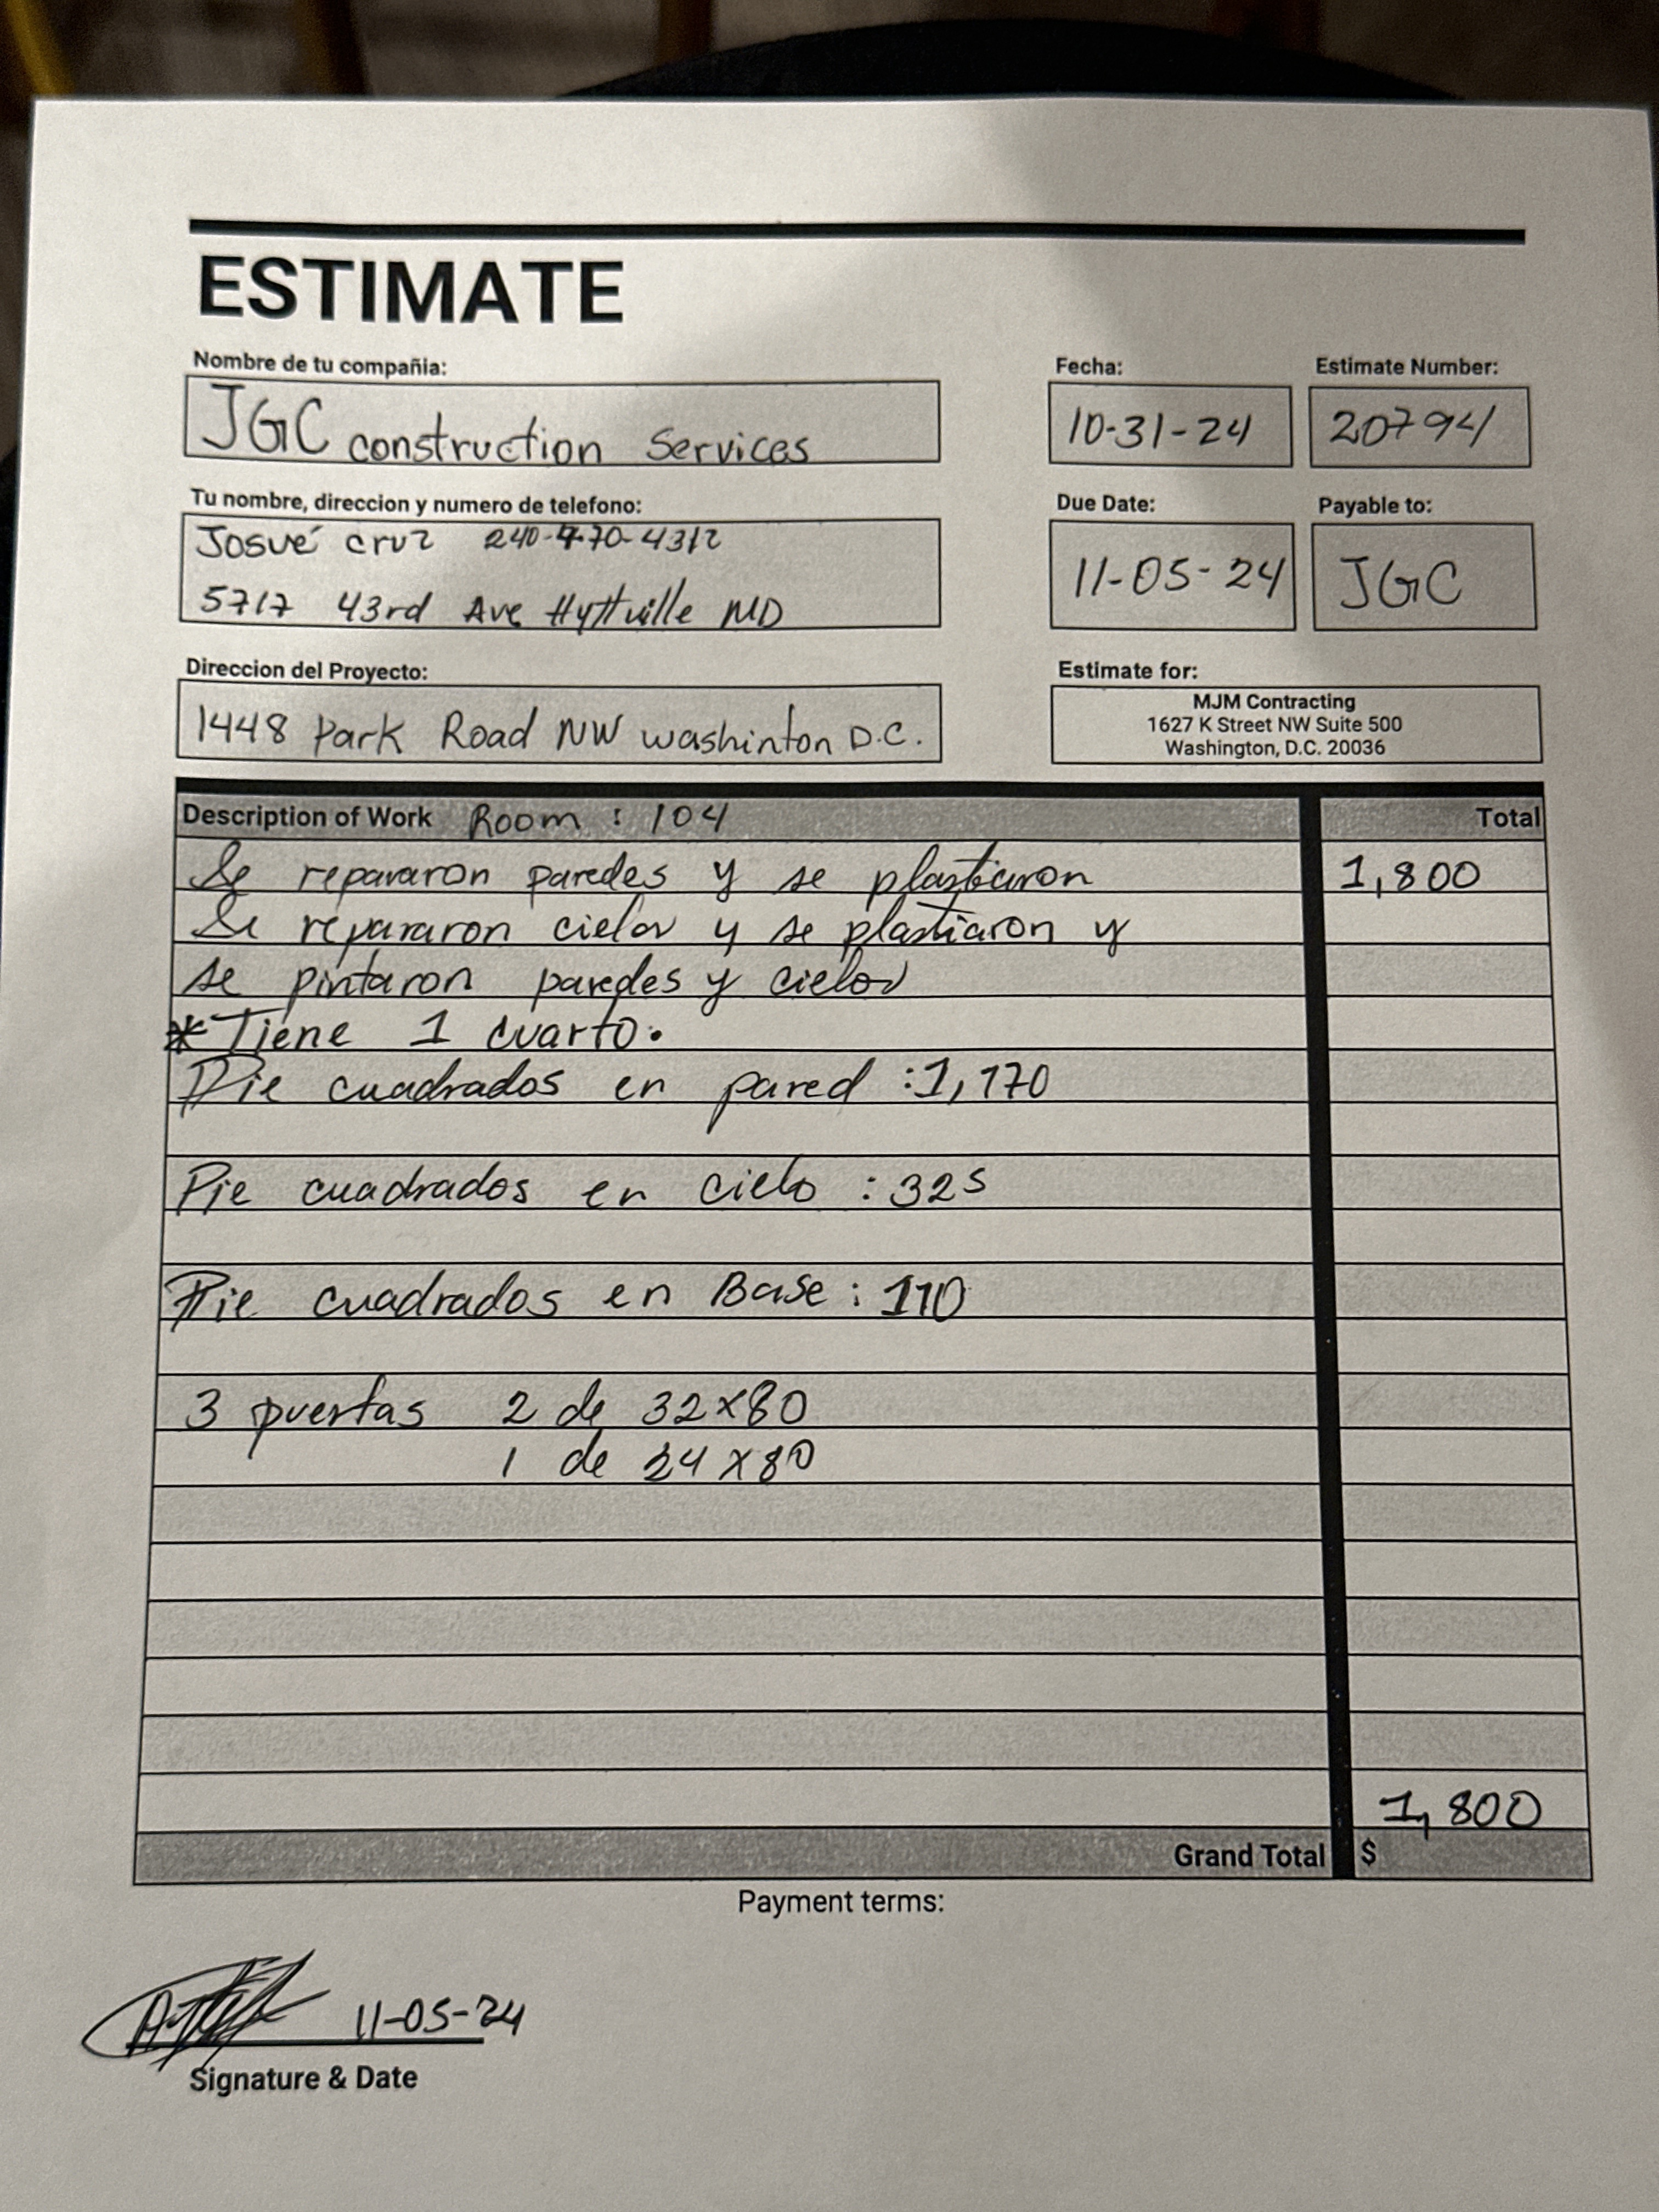 ESTIMATE
Nombre de tu compañia:
Fecha:
Estimate Number:
JGC construction Services
10-31-24
20794
Tu nombre, direccion y numero de telefono:
Due Date:
Payable to:
Josué cruz 240-470-4312
5717 43rd Ave Hyttville MD
11-05-24
JGC
Direccion del Proyecto:
Estimate for:
1448 Park Road NW washinton D.C.
MJM Contracting
1627 K Street NW Suite 500
Washington, D.C. 20036
Description of Work Room : 104
Total
Se repararon paredes y se plastiaron
1,800
Se repararon cielos y se plastiaron y
se pintaron paredes y cielos
* Tiene 1 cuarto.
Pie cuadrados en pared : 1,170
Pie cuadrados en cielo : 325
Pie cuadrados en Base : 110
3 puertas 2 de 32x80
1 de 24x80
1,800
Grand Total $
Payment terms:
11-05-24
Signature & Date